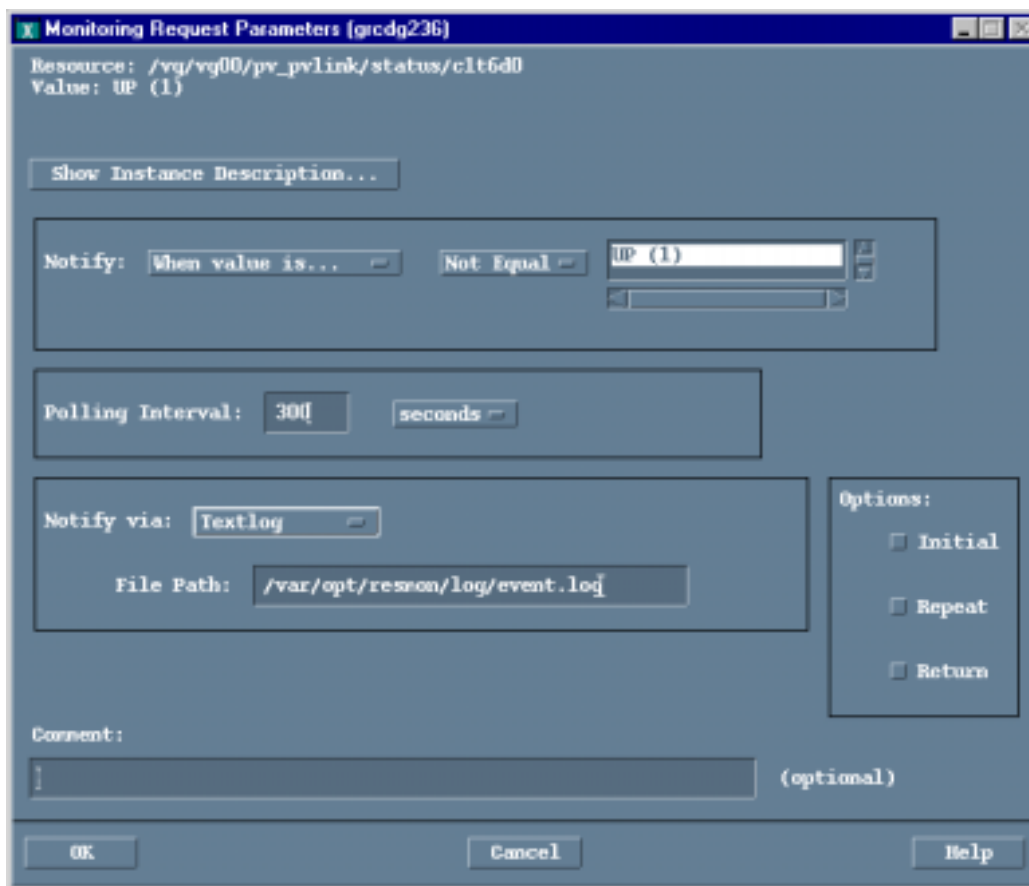 Monitoring Request Parameters (grcdg236)
Resource: /vg/vg00/pv_pvlink/status/c1t6d0
Value: UP (1)
Show Instance Description...
Notify: When value is... Not Equal UP (1)
Polling Interval: 300 seconds
Notify via: Textlog
File Path: /var/opt/resmon/log/event.log
Options:
Initial
Repeat
Return
Comment:
(optional)
OK Cancel Help